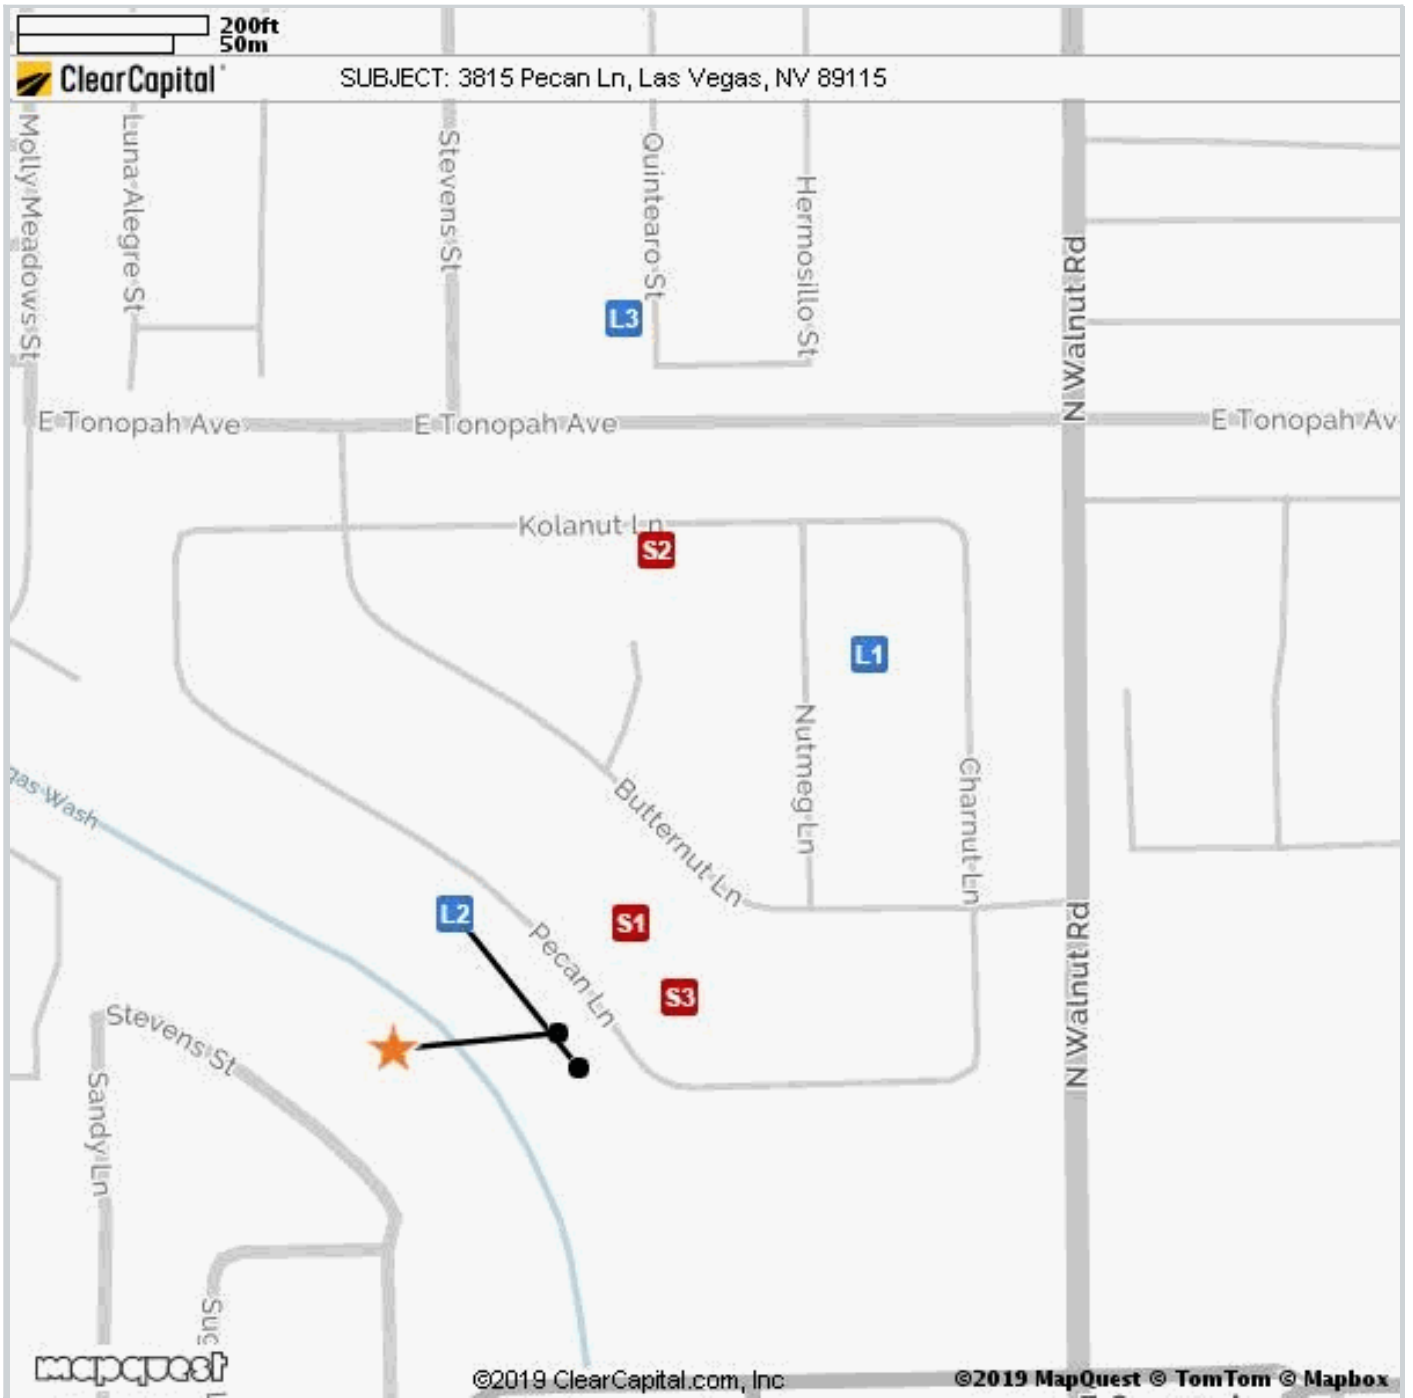 200ft
50m
ClearCapital
SUBJECT: 3815 Pecan Ln, Las Vegas, NV 89115
Molly Meadows St
Luna Alegre St
Stevens St
Quintearo St
Hermosillo St
N Walnut Rd
L3
E Tonopah Ave
E Tonopah Ave
E Tonopah Av
Kolanut Ln
S2
L1
Nutmeg Ln
Charnut Ln
Butternut Ln
gas Wash
L2
S1
Pecan Ln
S3
N Walnut Rd
Stevens St
Sandy Ln
Sug
mapquest
©2019 ClearCapital.com, Inc
©2019 MapQuest © TomTom © Mapbox